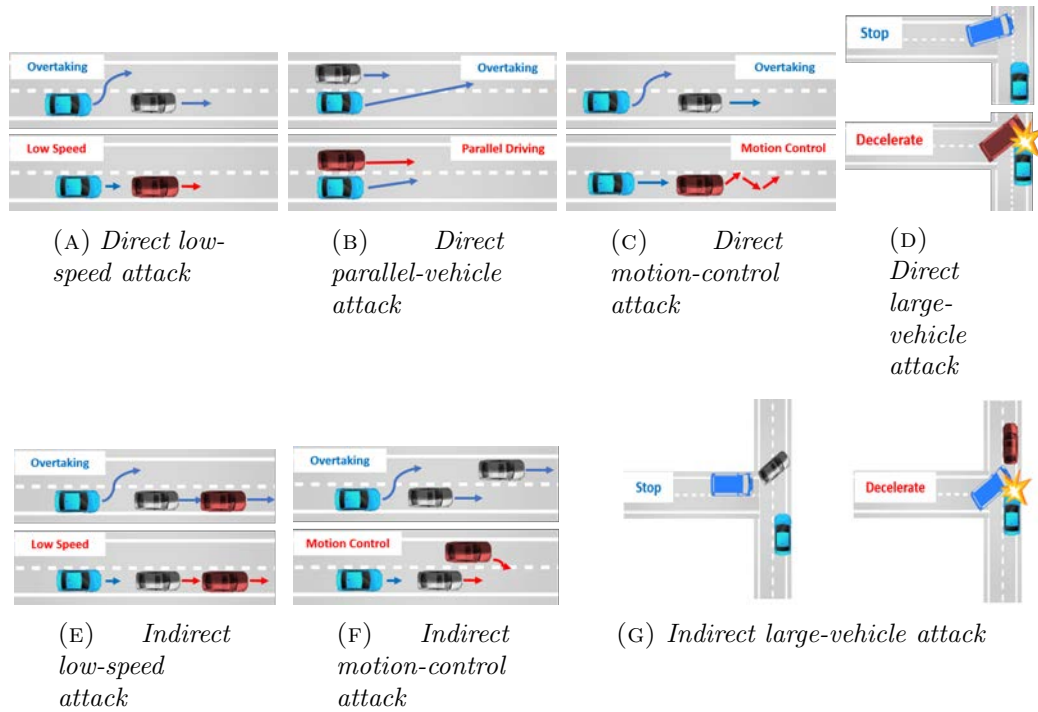 Overtaking
Low Speed
(A) Direct low-
speed attack
Overtaking
Parallel Driving
(B) Direct
parallel-vehicle
attack
Overtaking
Motion Control
(C) Direct
motion-control
attack
Stop
Decelerate
(D)
Direct
large-
vehicle
attack
Overtaking
Low Speed
(E) Indirect
low-speed
attack
Overtaking
Motion Control
(F) Indirect
motion-control
attack
Stop
Decelerate
(G) Indirect large-vehicle attack